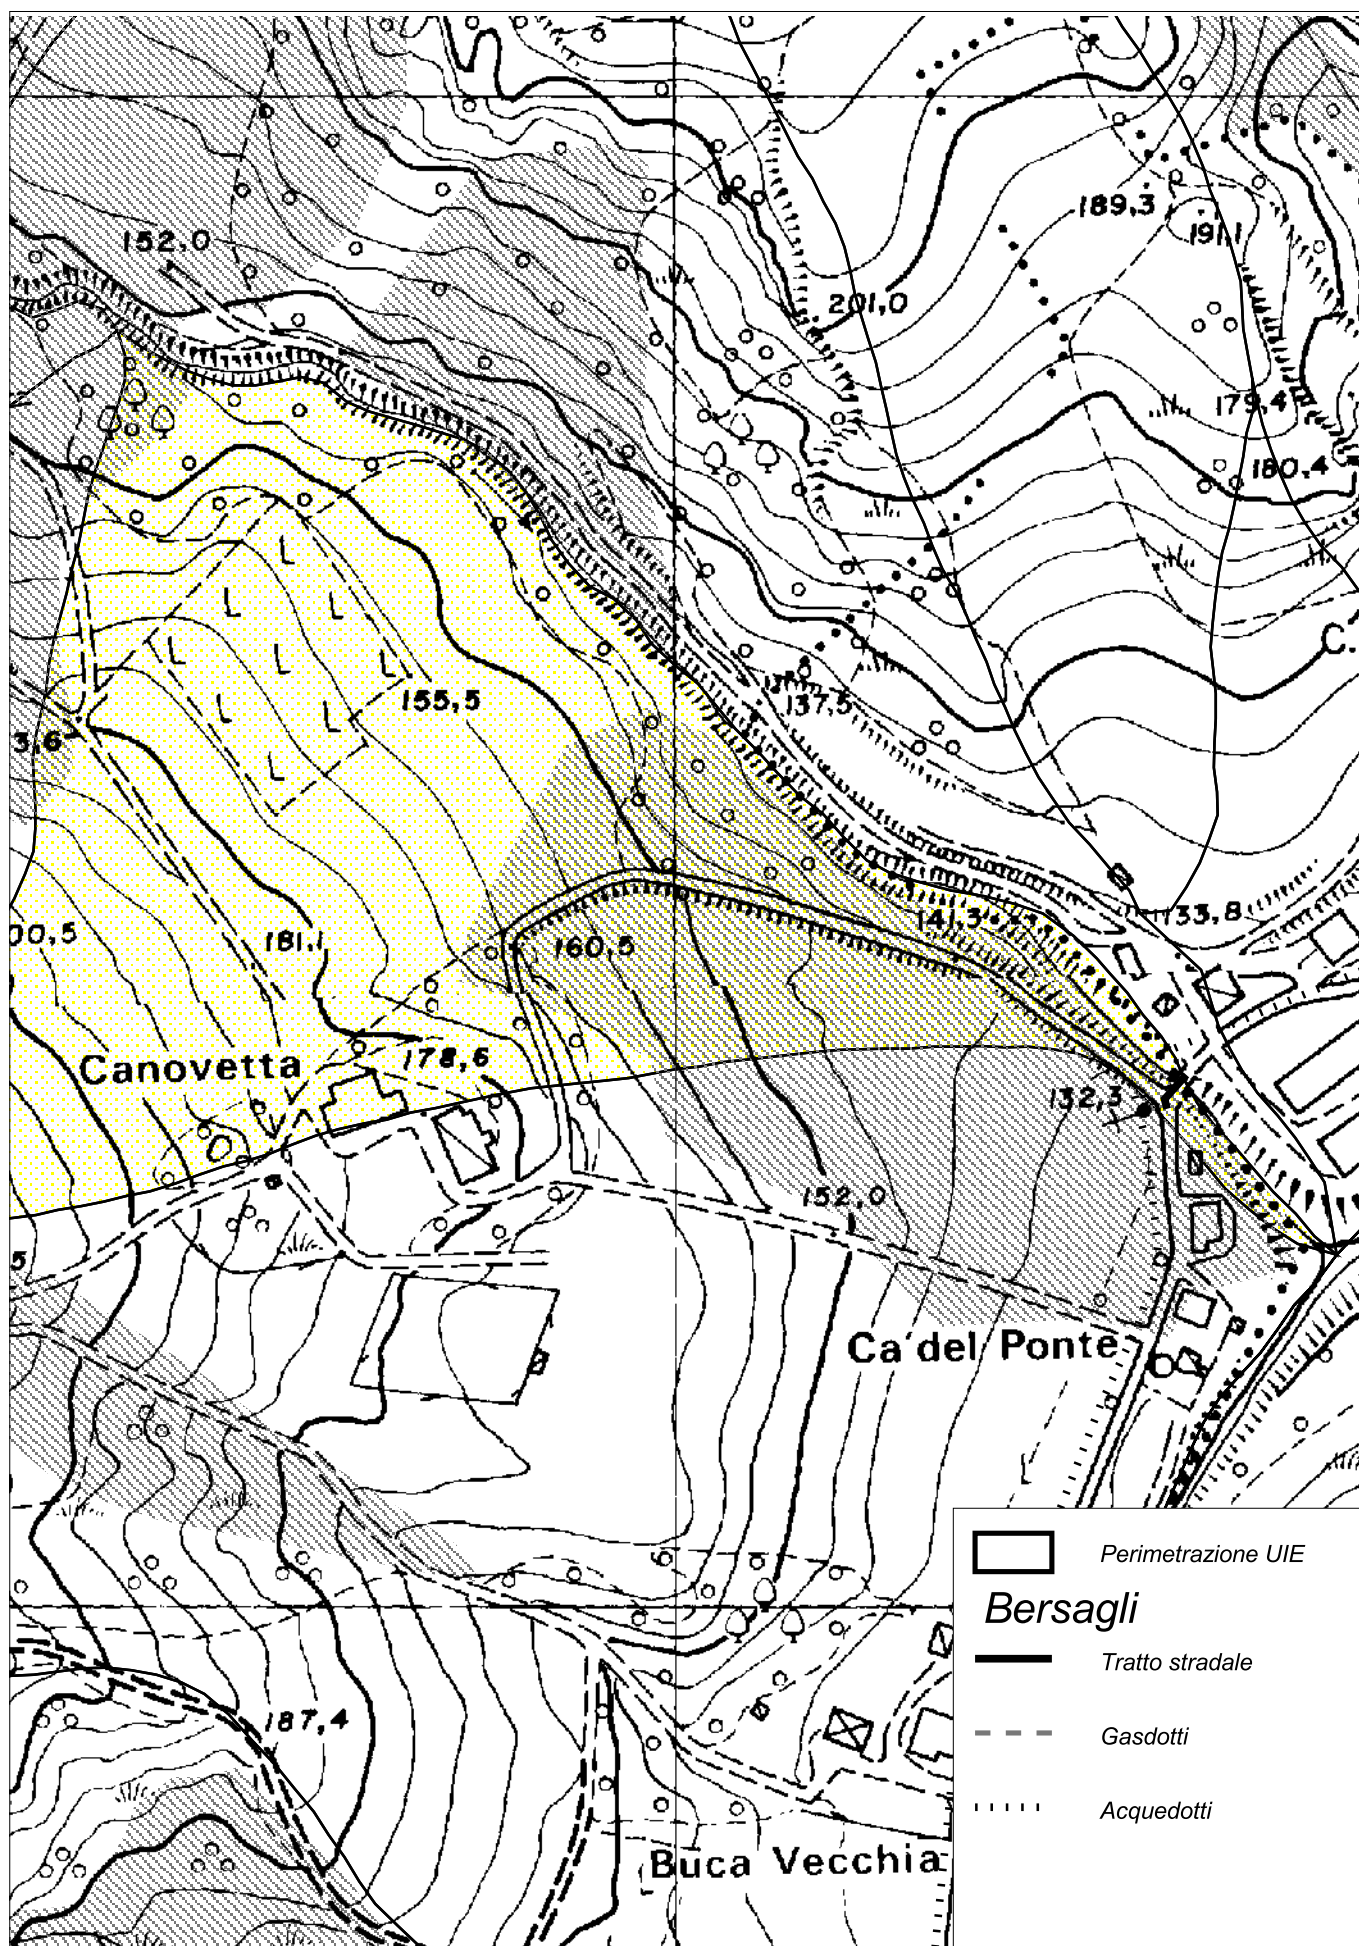 189,3
191,1
152.0
201,0
179,4
180,4
C.
155,5
137,5
3,6
141,3
133,8
00,5
181,1
160,5
Canovetta
178,6
132,3
152,0
5
Ca'del Ponte
Perimetrazione UIE
Bersagli
Tratto stradale
Gasdotti
Acquedotti
187,4
Buca Vecchia